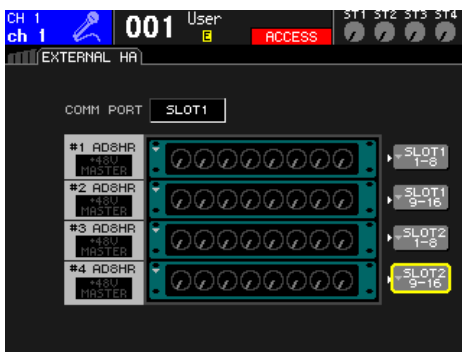 CH 1
ch 1
001
User
E
ACCESS
ST1 ST2 ST3 ST4
EXTERNAL HA
COMM PORT
SLOT1
#1 AD8HR
+48V
MASTER
SLOT1
1-8
#2 AD8HR
+48V
MASTER
SLOT1
9-16
#3 AD8HR
+48V
MASTER
SLOT2
1-8
#4 AD8HR
+48V
MASTER
SLOT2
9-16